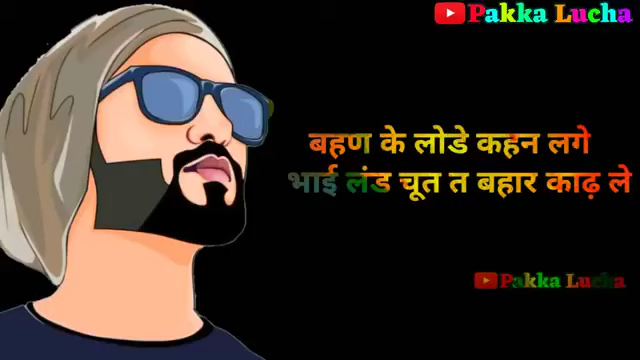 Pakka Lucha
बहण के लोडे कहन लगे
भाई लंड चूत त बहार काढ़ ले
Pakka Lucha